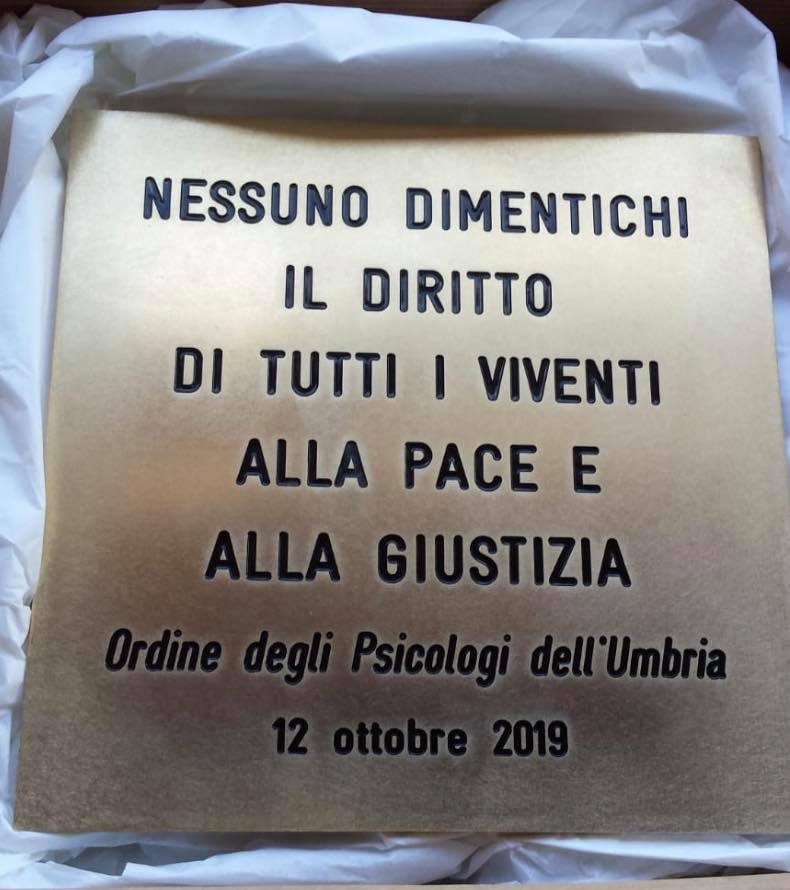 NESSUNO DIMENTICHI
IL DIRITTO
DI TUTTI I VIVENTI
ALLA PACE E
ALLA GIUSTIZIA
Ordine degli Psicologi dell'Umbria
12 ottobre 2019